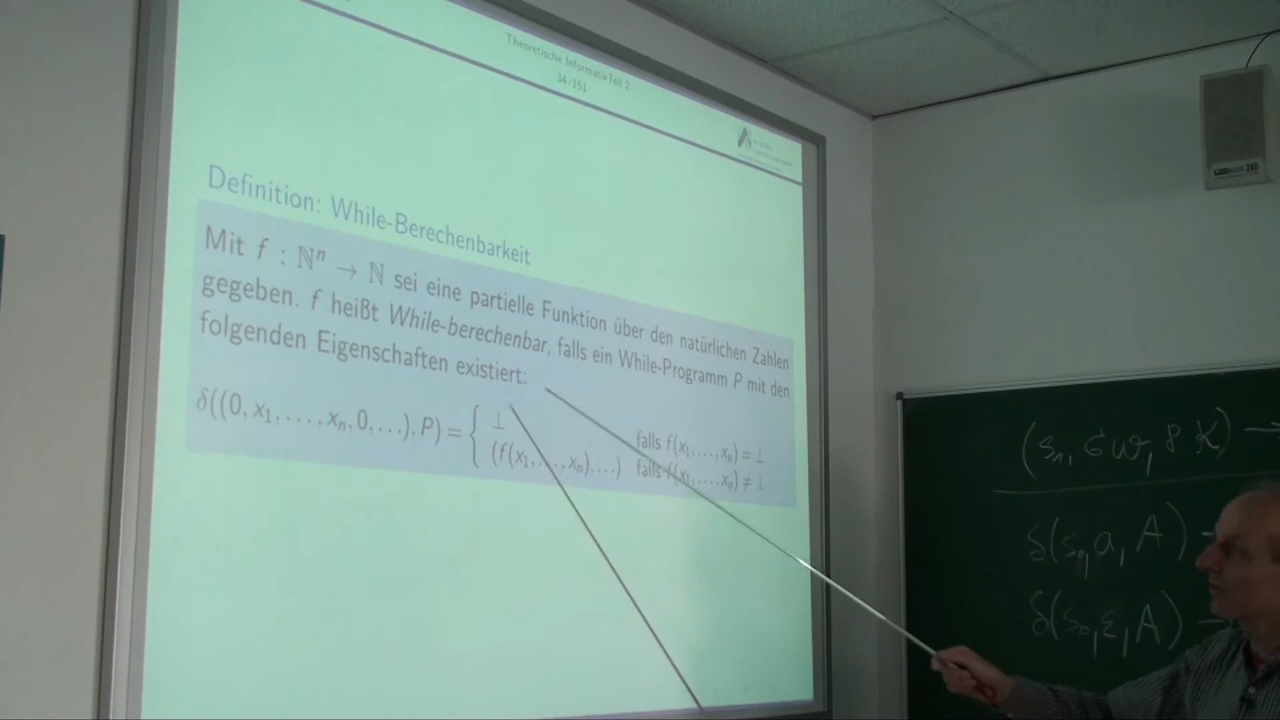 Theoretische Informatik Teil 2
34/151
Definition: While-Berechenbarkeit
Mit f : ℕⁿ → ℕ sei eine partielle Funktion über den natürlichen Zahlen
gegeben. f heißt While-berechenbar, falls ein While-Programm P mit den
folgenden Eigenschaften existiert:
δ((0, x₁, . . . , xₙ, 0, . . .), P) = { ⊥ falls f(x₁, . . . , xₙ) = ⊥
(f(x₁, . . . , xₙ), . . .) falls f(x₁, . . . , xₙ) ≠ ⊥
δ(s₀, a, A) →
δ(s₀, ε, A) →